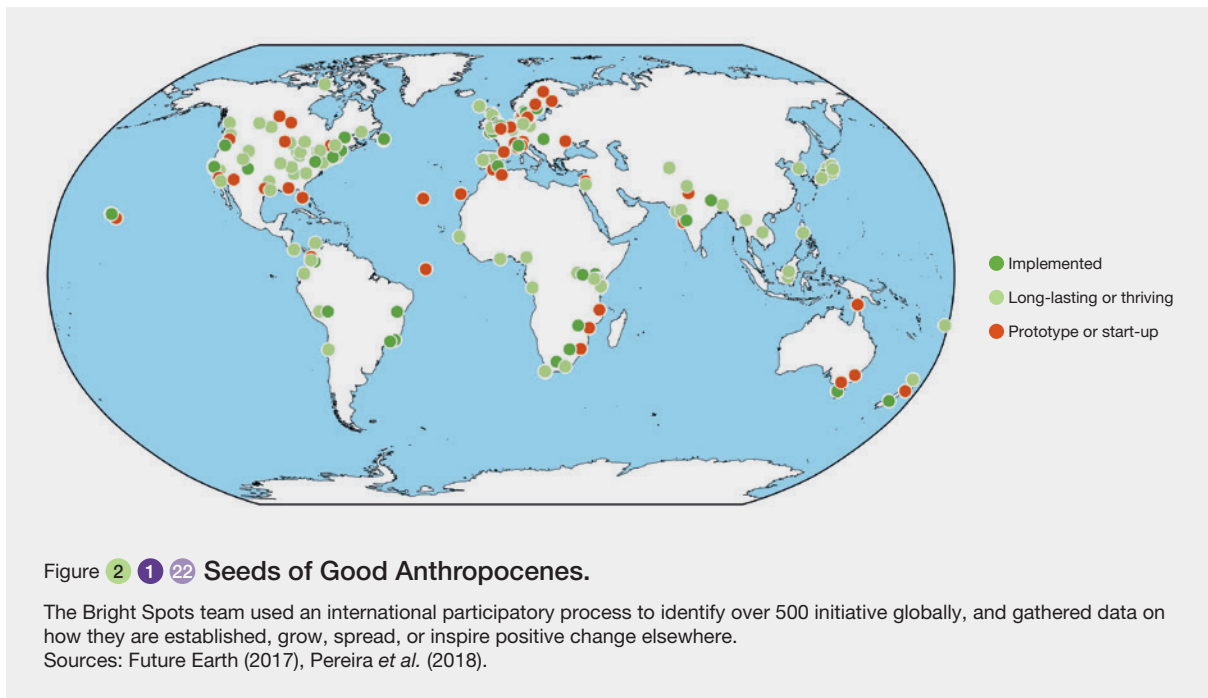 Implemented
Long-lasting or thriving
Prototype or start-up
Figure 2 1 22 Seeds of Good Anthropocenes.
The Bright Spots team used an international participatory process to identify over 500 initiative globally, and gathered data on
how they are established, grow, spread, or inspire positive change elsewhere.
Sources: Future Earth (2017), Pereira et al. (2018).